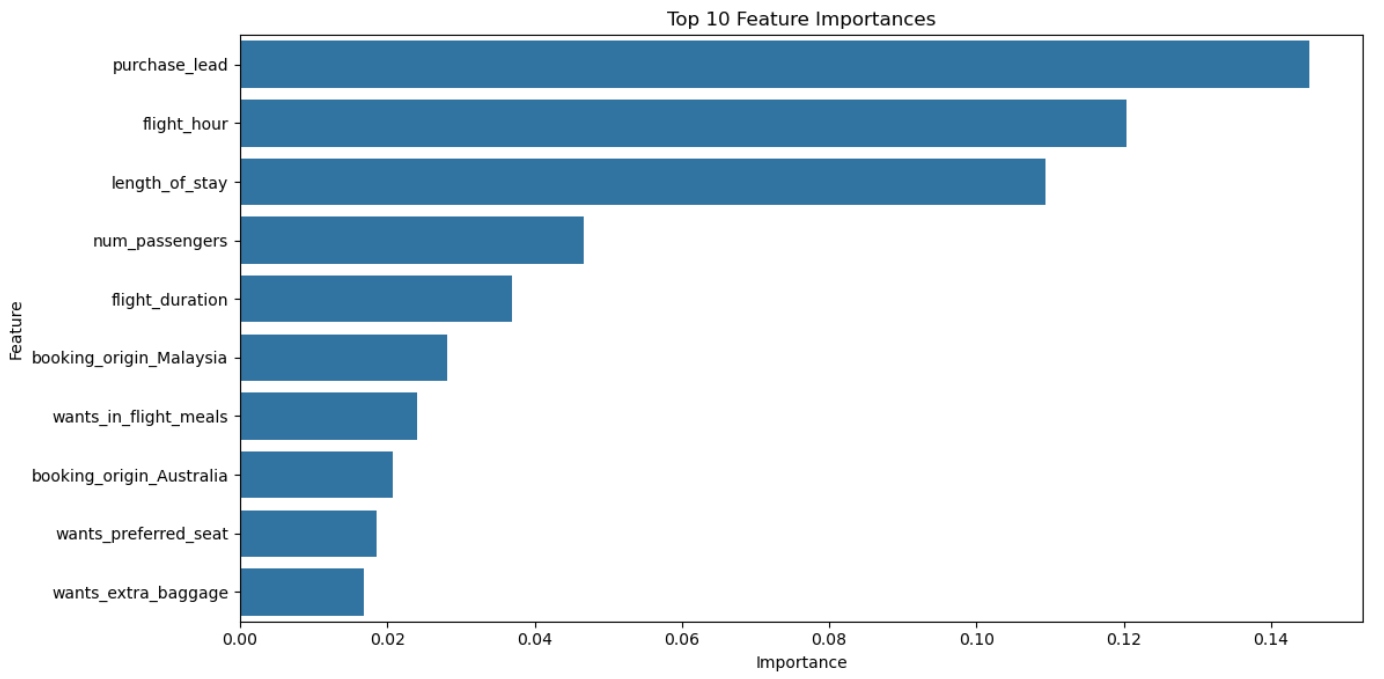 Top 10 Feature Importances
Feature
purchase_lead
flight_hour
length_of_stay
num_passengers
flight_duration
booking_origin_Malaysia
wants_in_flight_meals
booking_origin_Australia
wants_preferred_seat
wants_extra_baggage
0.00 0.02 0.04 0.06 0.08 0.10 0.12 0.14
Importance